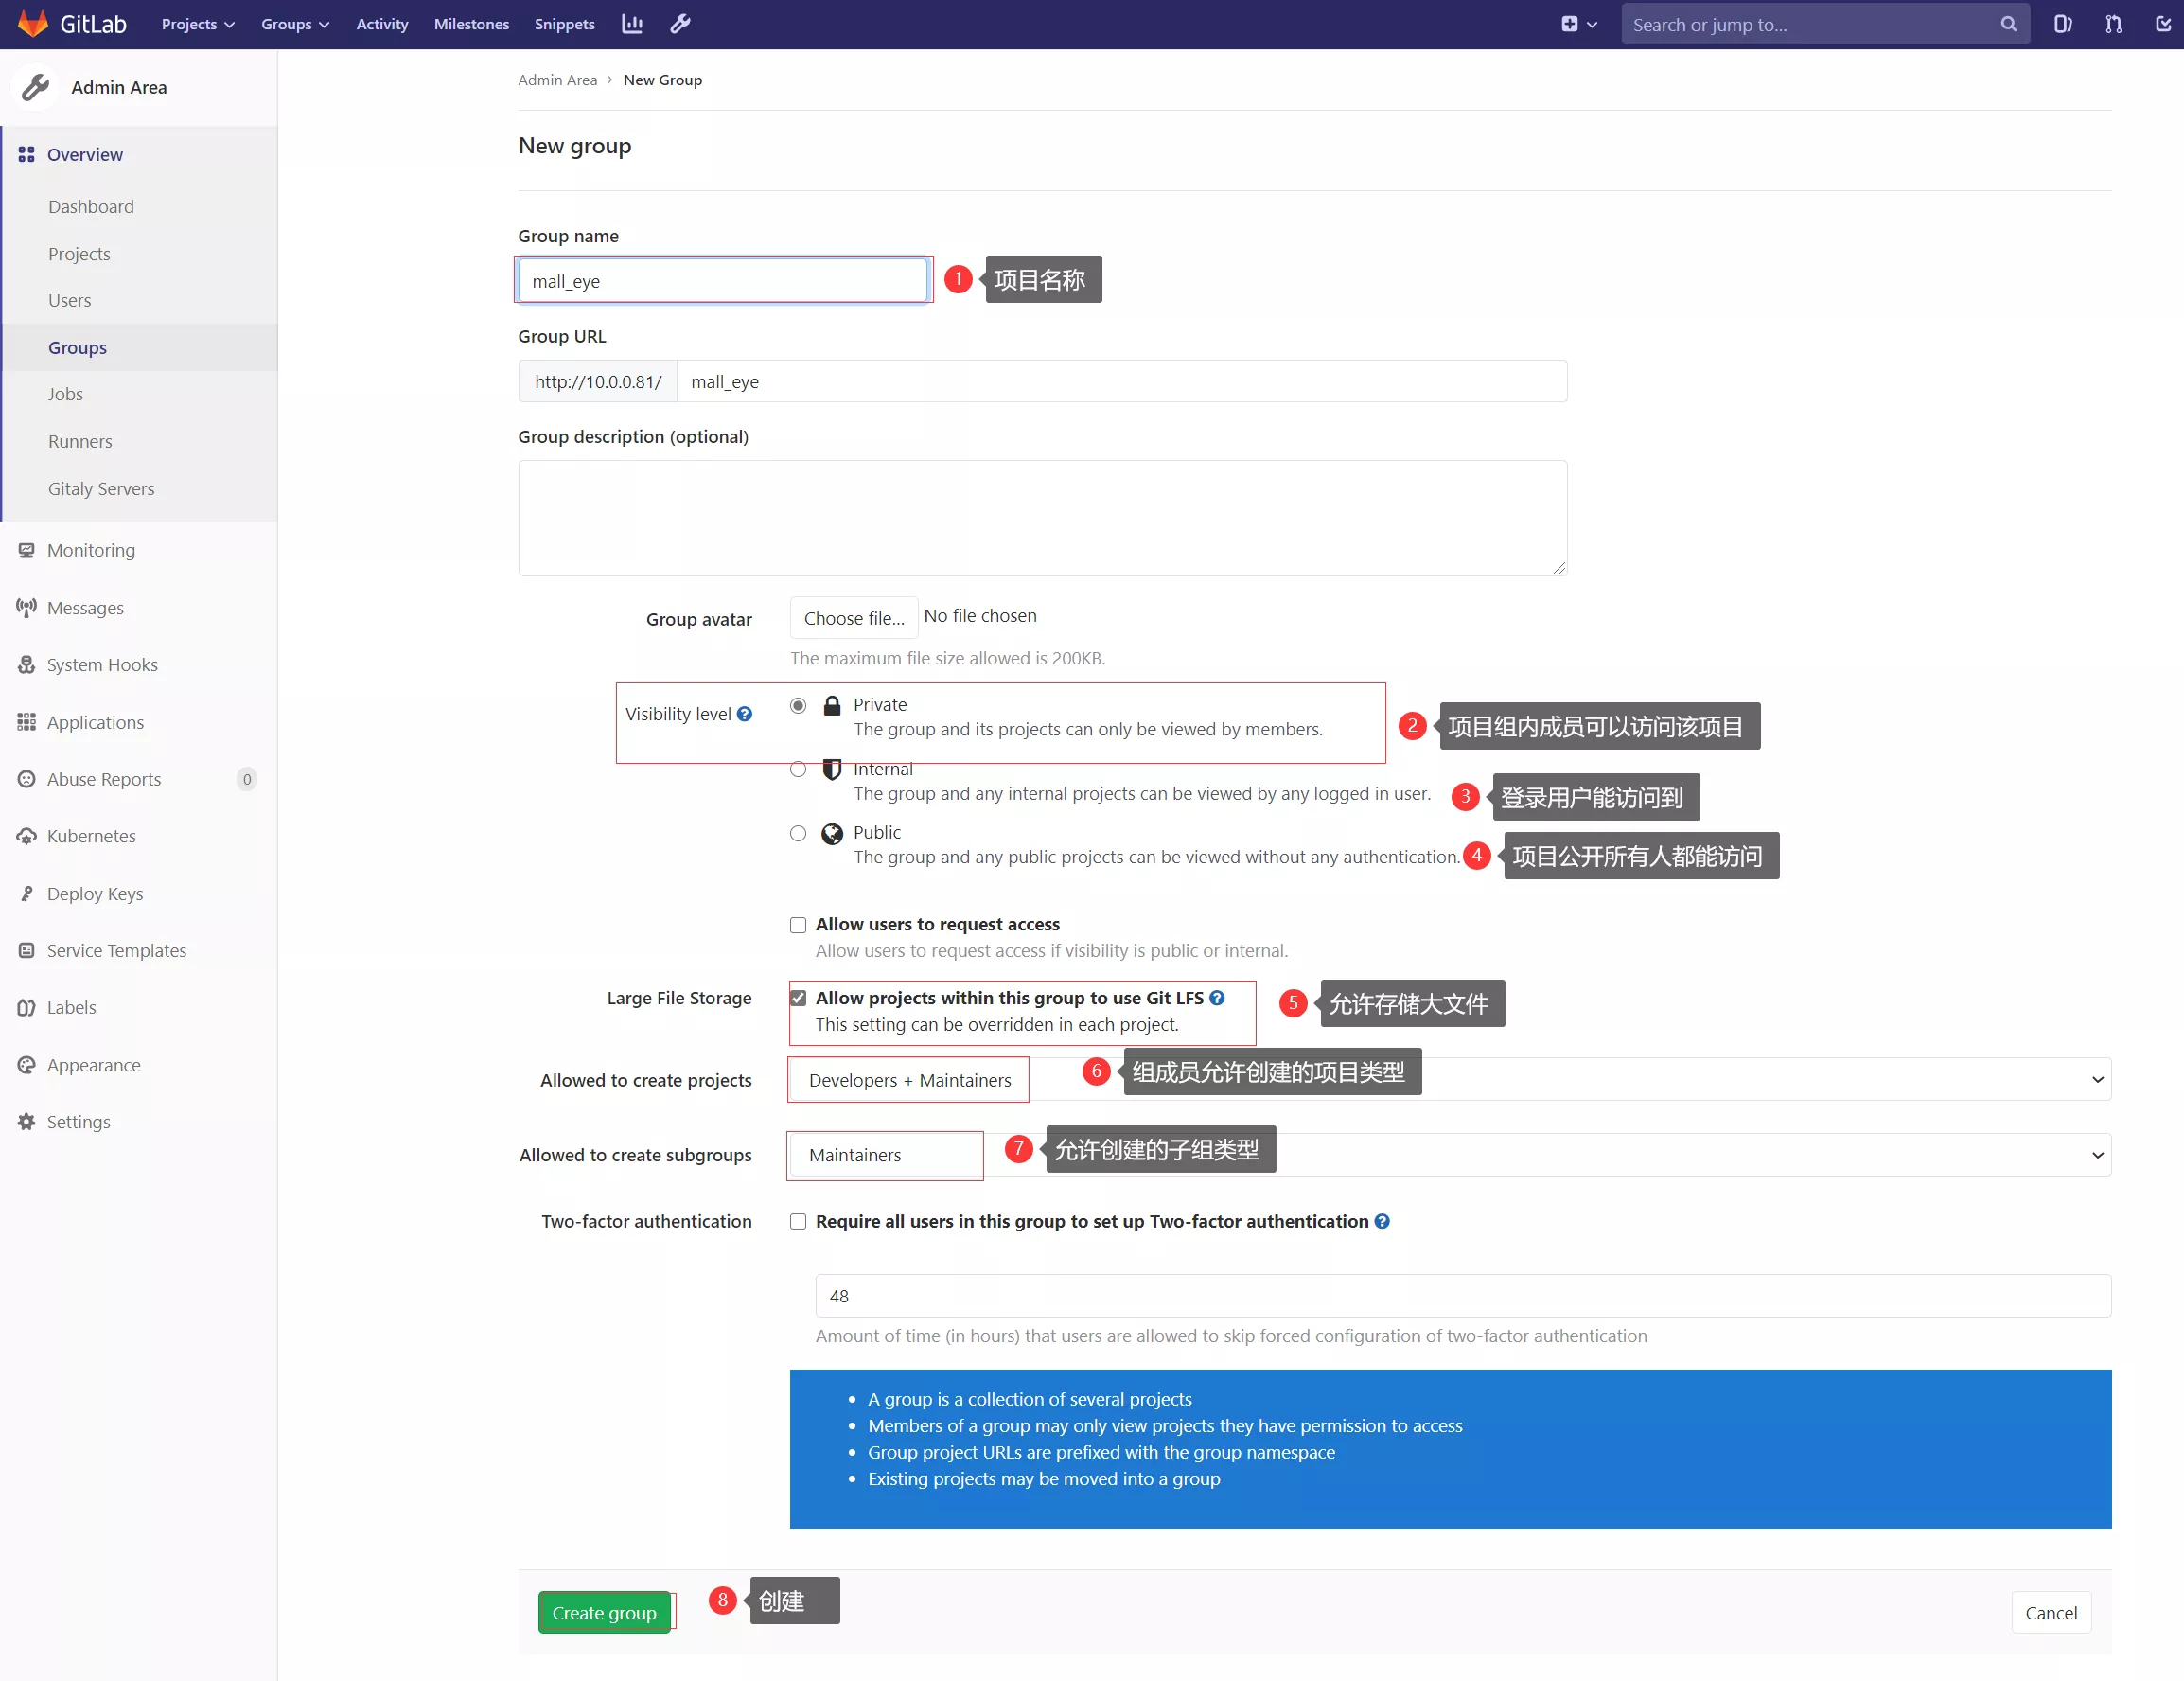 GitLab Projects Groups Activity Milestones Snippets Search or jump to...
Admin Area
Overview
Dashboard
Projects
Users
Groups
Jobs
Runners
Gitaly Servers
Monitoring
Messages
System Hooks
Applications
Abuse Reports 0
Kubernetes
Deploy Keys
Service Templates
Labels
Appearance
Settings
Admin Area › New Group
New group
Group name
mall_eye 1 项目名称
Group URL
http://10.0.0.81/ mall_eye
Group description (optional)
Group avatar Choose file... No file chosen
The maximum file size allowed is 200KB.
Visibility level Private
The group and its projects can only be viewed by members.
2 项目组内成员可以访问该项目
Internal
The group and any internal projects can be viewed by any logged in user. 3 登录用户能访问到
Public
The group and any public projects can be viewed without any authentication. 4 项目公开所有人都能访问
Allow users to request access
Allow users to request access if visibility is public or internal.
Large File Storage Allow projects within this group to use Git LFS
This setting can be overridden in each project.
5 允许存储大文件
Allowed to create projects Developers + Maintainers 6 组成员允许创建的项目类型
Allowed to create subgroups Maintainers 7 允许创建的子组类型
Two-factor authentication Require all users in this group to set up Two-factor authentication
48
Amount of time (in hours) that users are allowed to skip forced configuration of two-factor authentication
• A group is a collection of several projects
• Members of a group may only view projects they have permission to access
• Group project URLs are prefixed with the group namespace
• Existing projects may be moved into a group
Create group 8 创建 Cancel